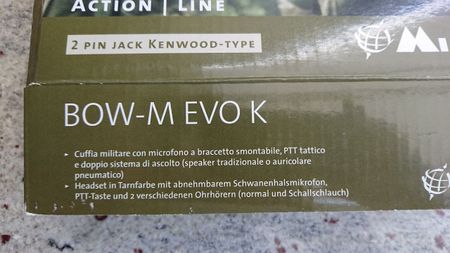 ACTION | LINE
2 PIN JACK KENWOOD-TYPE
BOW-M EVO K
▸ Cuffia militare con microfono a braccetto smontabile, PTT tattico
e doppio sistema di ascolto (speaker tradizionale o auricolare
pneumatico)
▸ Headset in Tarnfarbe mit abnehmbarem Schwanenhalsmikrofon,
PTT-Taste und 2 verschiedenen Ohrhörern (normal und Schallschlauch)